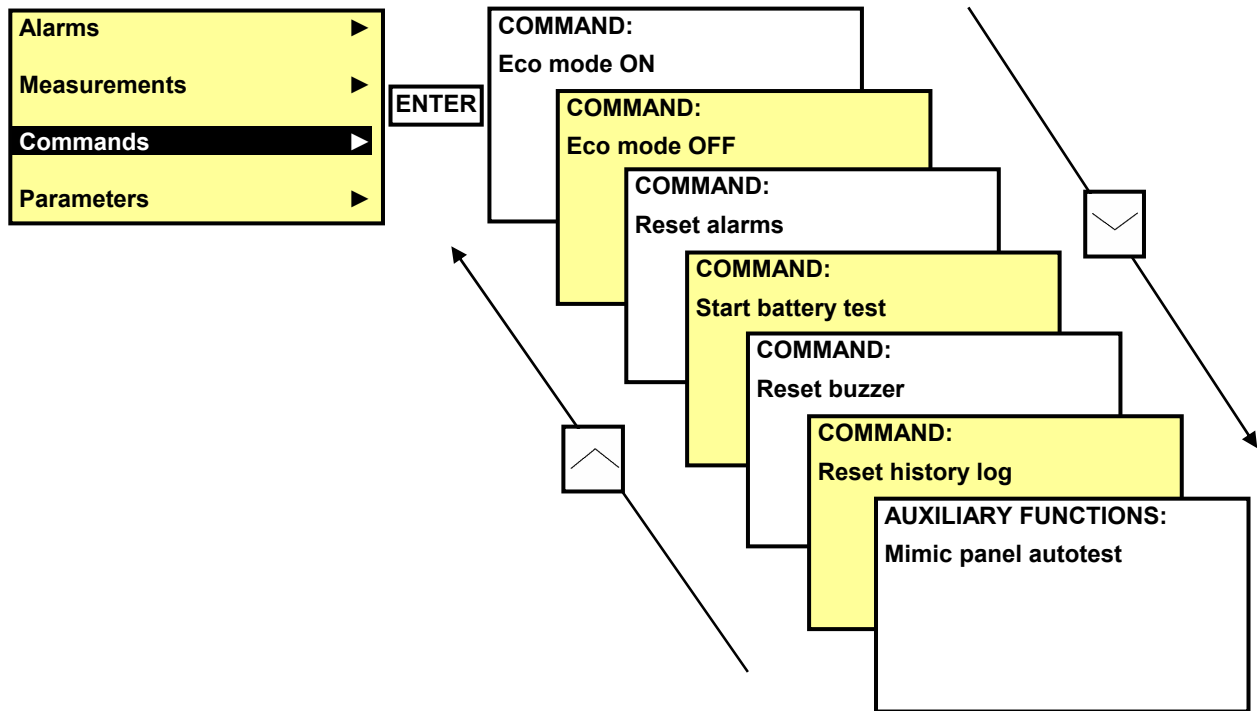 Alarms ►
Measurements ►
Commands ►
Parameters ►
ENTER
COMMAND:
Eco mode ON
COMMAND:
Eco mode OFF
COMMAND:
Reset alarms
COMMAND:
Start battery test
COMMAND:
Reset buzzer
COMMAND:
Reset history log
AUXILIARY FUNCTIONS:
Mimic panel autotest